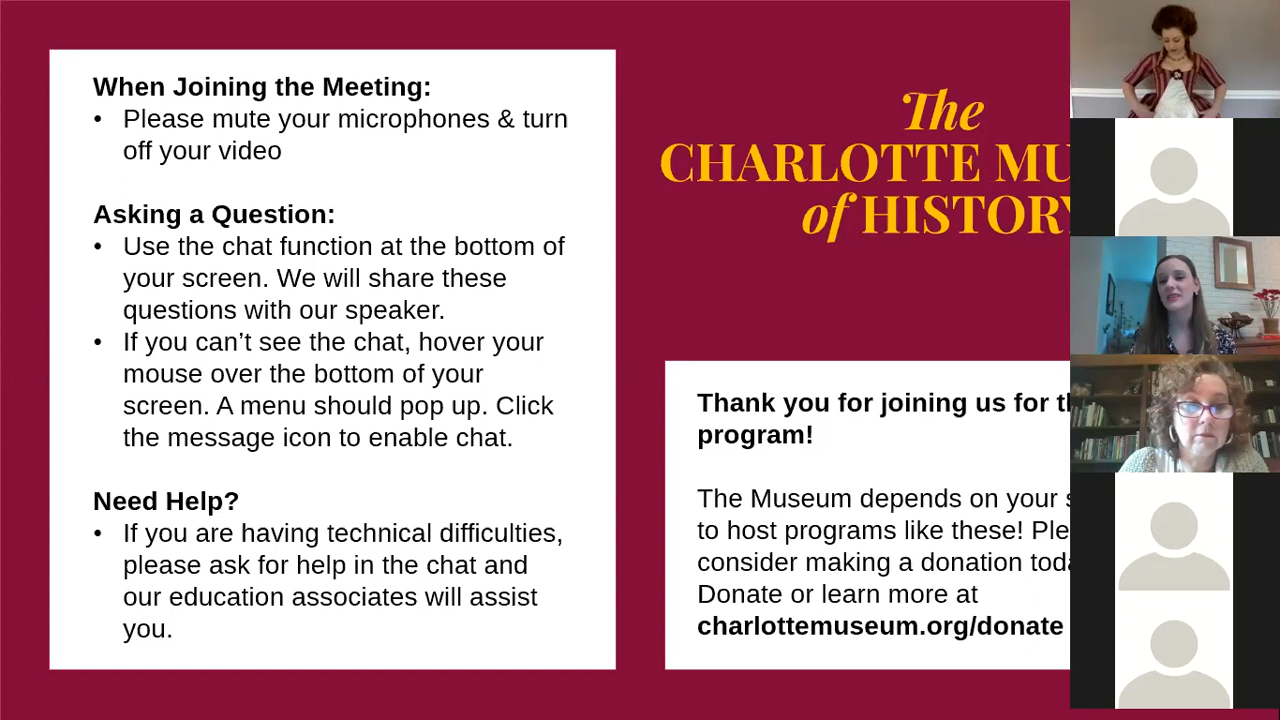 When Joining the Meeting:
• Please mute your microphones & turn
off your video
Asking a Question:
• Use the chat function at the bottom of
your screen. We will share these
questions with our speaker.
• If you can’t see the chat, hover your
mouse over the bottom of your
screen. A menu should pop up. Click
the message icon to enable chat.
Need Help?
• If you are having technical difficulties,
please ask for help in the chat and
our education associates will assist
you.
The
CHARLOTTE MU
of HISTORY
Thank you for joining us for th
program!
The Museum depends on your s
to host programs like these! Ple
consider making a donation toda
Donate or learn more at
charlottemuseum.org/donate